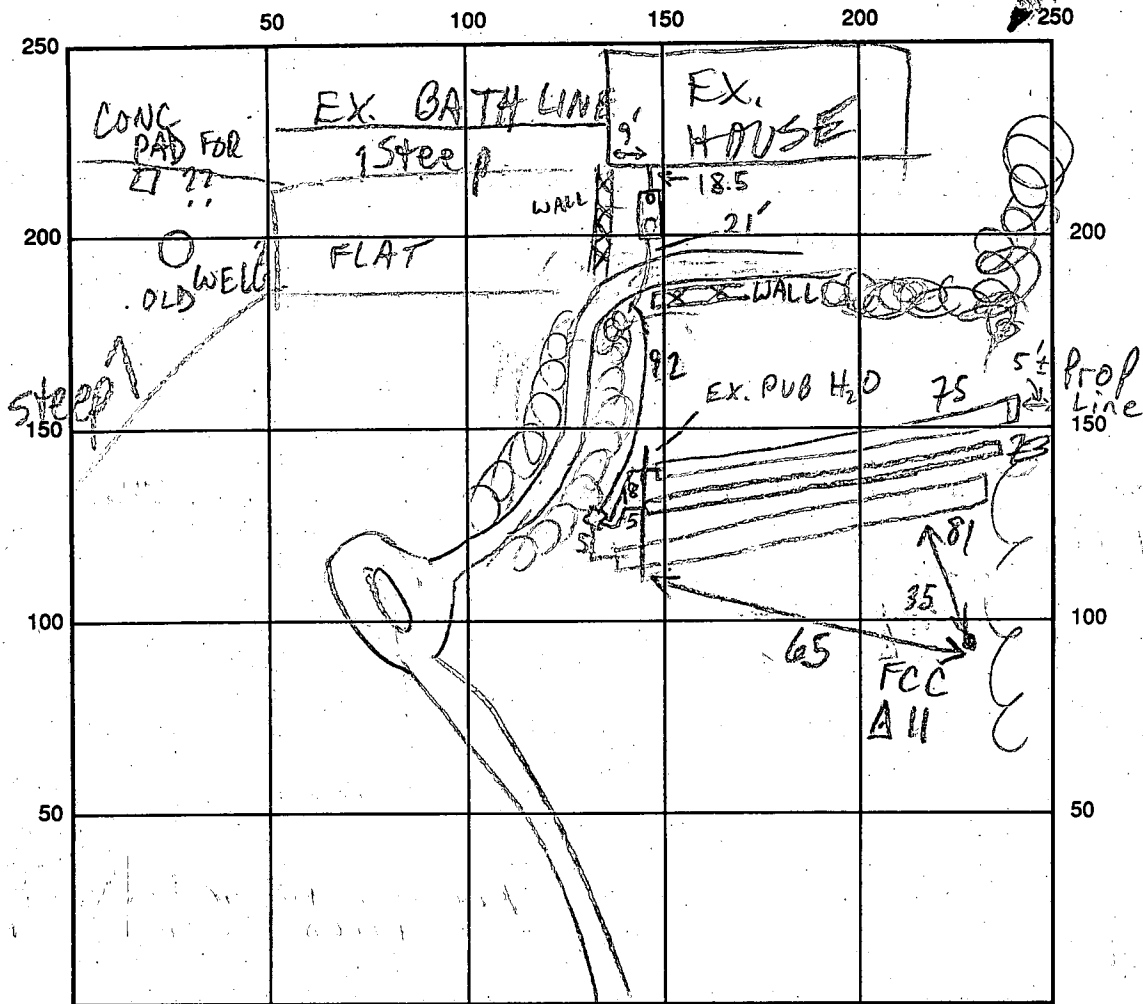 50 100 150 200 250
250
CONC
PAD FOR
??
EX. BATH LINE
Steep
9'
EX.
HOUSE
18.5
WALL
21'
200 200
FLAT
OLD WELL
WALL
92
EX. PUB H₂O
75
5'±
Prop
Line
steep
150 150
73
18
5
5
81
35
100 100
65
FCC
Δ 11
50 50